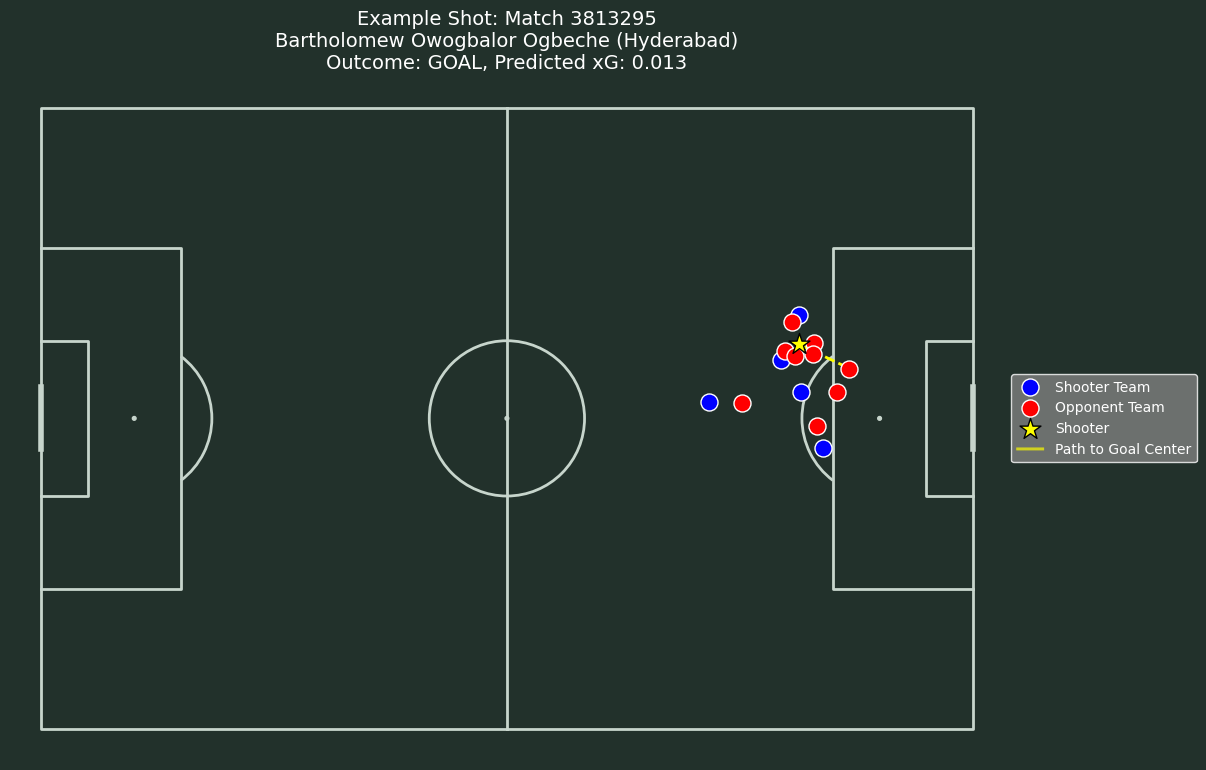 Example Shot: Match 3813295
Bartholomew Owogbalor Ogbeche (Hyderabad)
Outcome: GOAL, Predicted xG: 0.013
Shooter Team
Opponent Team
Shooter
Path to Goal Center